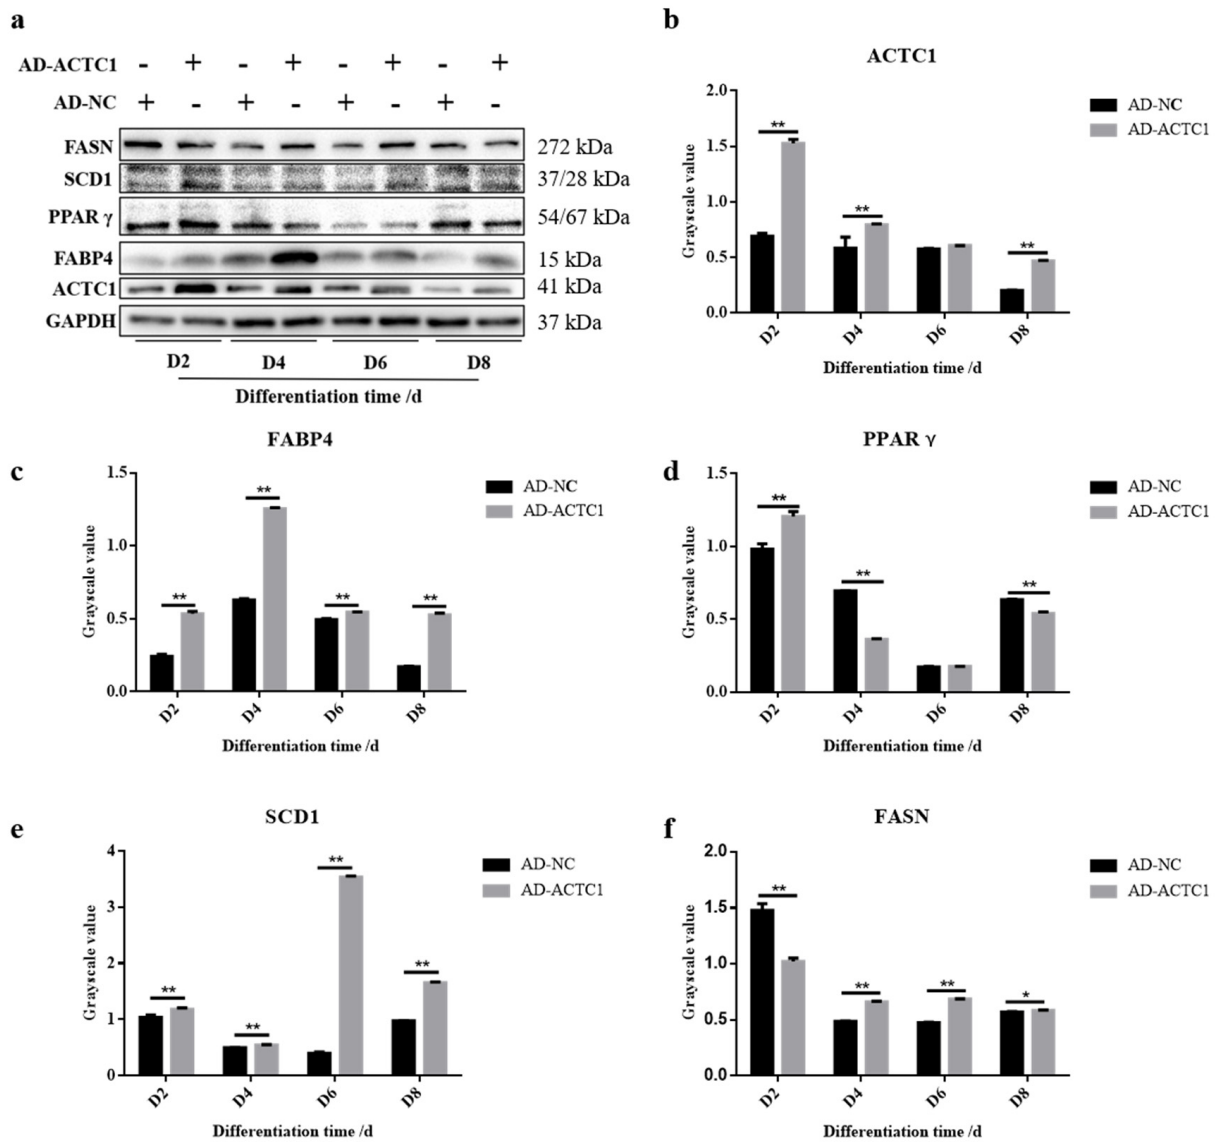 a
AD-ACTC1 - + - + - + - +
AD-NC + - + - + - + -
FASN 272 kDa
SCD1 37/28 kDa
PPAR γ 54/67 kDa
FABP4 15 kDa
ACTC1 41 kDa
GAPDH 37 kDa
D2 D4 D6 D8
Differentiation time /d
b
ACTC1
AD-NC
AD-ACTC1
Grayscale value
2.0
1.5
1.0
0.5
0.0
** ** **
D2 D4 D6 D8
Differentiation time /d
c
FABP4
AD-NC
AD-ACTC1
Grayscale value
1.5
1.0
0.5
0.0
** ** ** **
D2 D4 D6 D8
Differentiation time /d
d
PPAR γ
AD-NC
AD-ACTC1
Grayscale value
1.5
1.0
0.5
0.0
** ** **
D2 D4 D6 D8
Differentiation time /d
e
SCD1
AD-NC
AD-ACTC1
Grayscale value
4
3
2
1
0
** ** ** **
D2 D4 D6 D8
Differentiation time /d
f
FASN
AD-NC
AD-ACTC1
Grayscale value
2.0
1.5
1.0
0.5
0.0
** ** ** *
D2 D4 D6 D8
Differentiation time /d